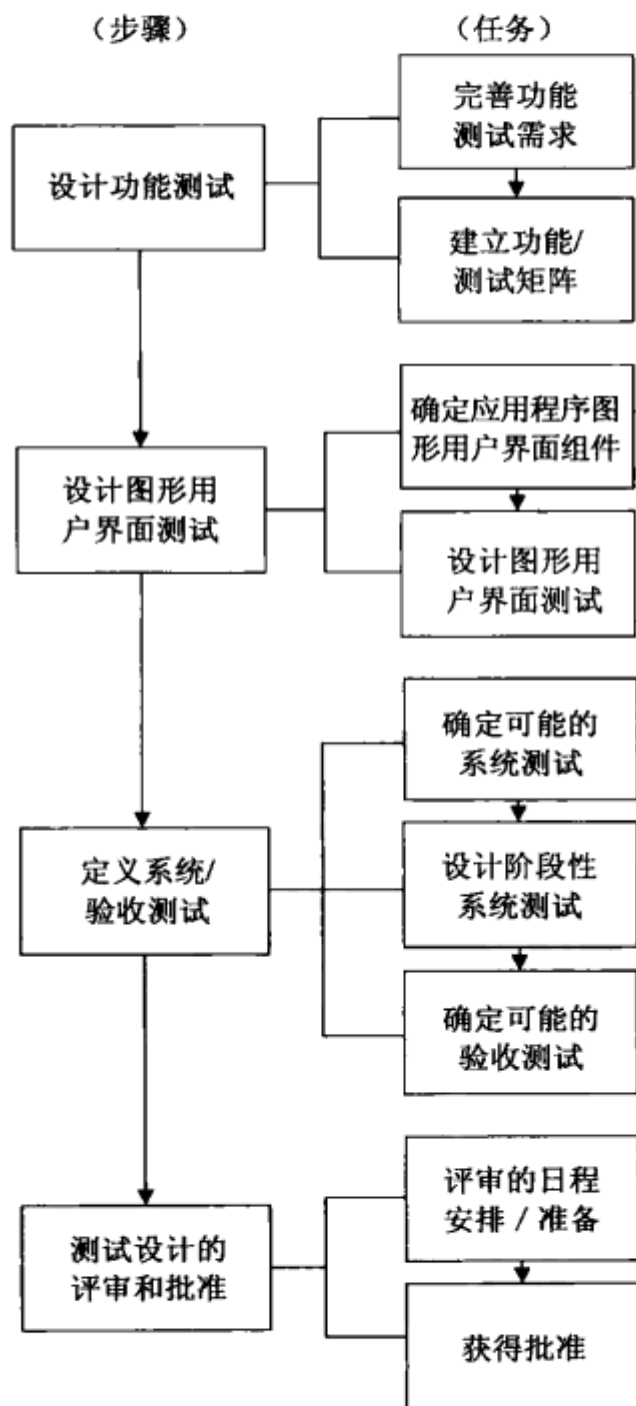 （步骤）
（任务）
设计功能测试
完善功能
测试需求
建立功能/
测试矩阵
设计图形用
户界面测试
确定应用程序图
形用户界面组件
设计图形用
户界面测试
定义系统/
验收测试
确定可能的
系统测试
设计阶段性
系统测试
确定可能的
验收测试
测试设计的
评审和批准
评审的日程
安排 / 准备
获得批准